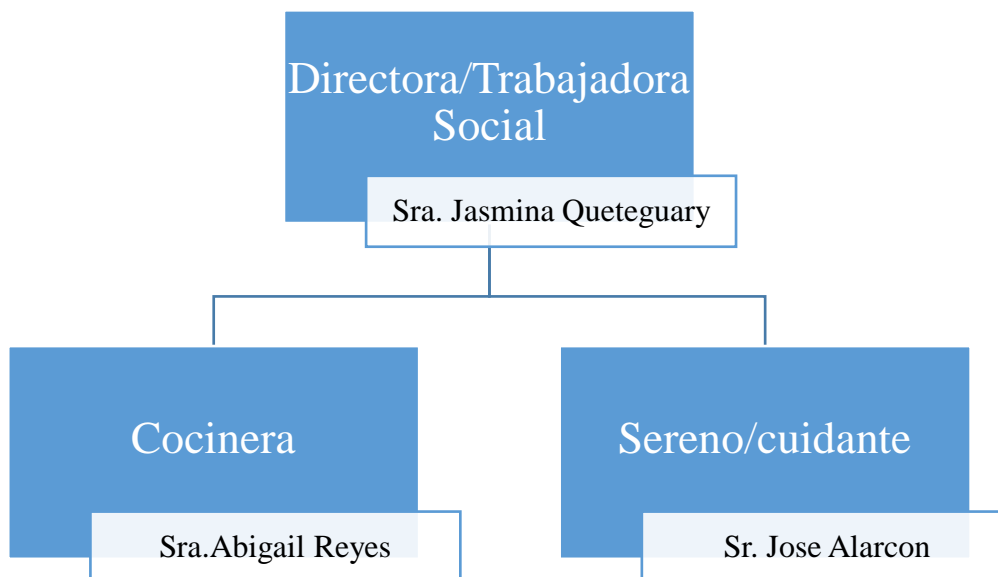 Directora/Trabajadora
Social
Sra. Jasmina Queteguary
Cocinera
Sra.Abigail Reyes
Sereno/cuidante
Sr. Jose Alarcon